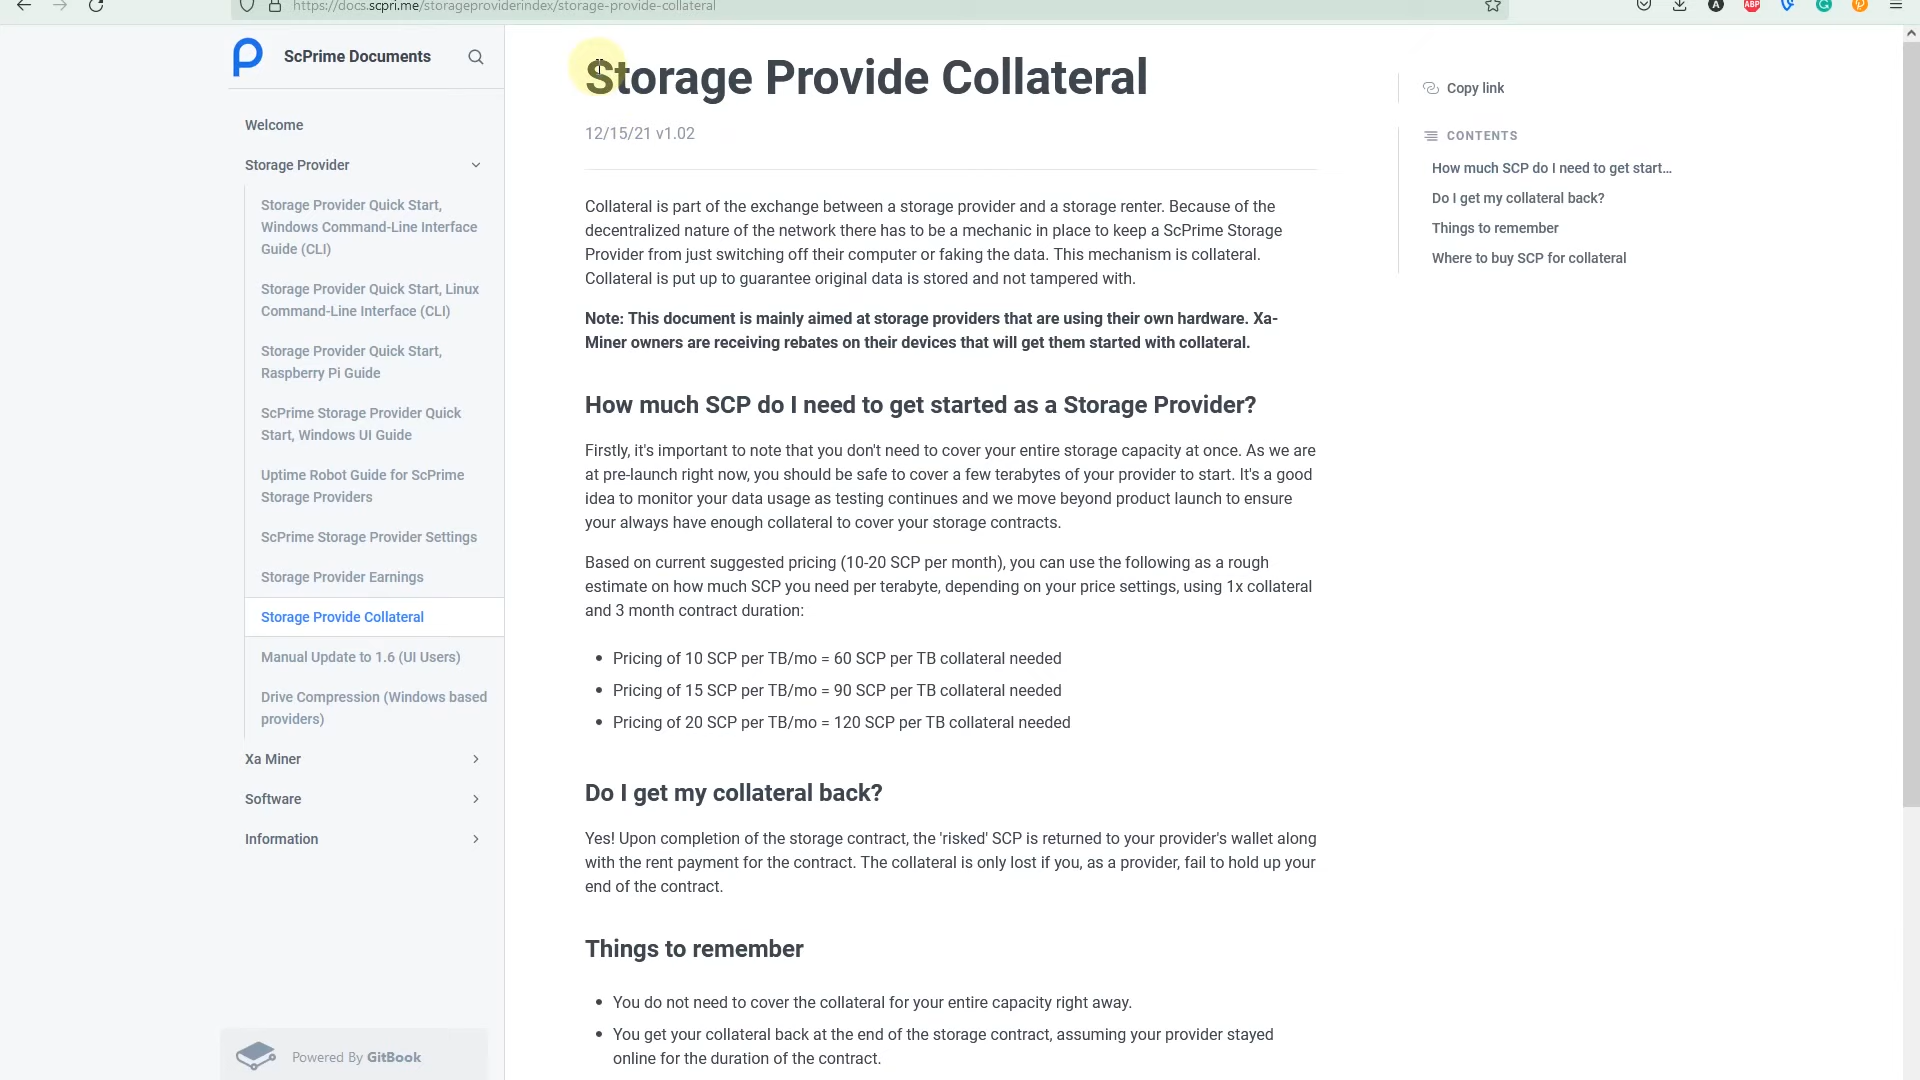 https://docs.scpri.me/storageproviderindex/storage-provide-collateral
A
ABP
ScPrime Documents
Welcome
Storage Provider
Storage Provider Quick Start,
Windows Command-Line Interface
Guide (CLI)
Storage Provider Quick Start, Linux
Command-Line Interface (CLI)
Storage Provider Quick Start,
Raspberry Pi Guide
ScPrime Storage Provider Quick
Start, Windows UI Guide
Uptime Robot Guide for ScPrime
Storage Providers
ScPrime Storage Provider Settings
Storage Provider Earnings
Storage Provide Collateral
Manual Update to 1.6 (UI Users)
Drive Compression (Windows based
providers)
Xa Miner
Software
Information
Powered By GitBook
Storage Provide Collateral
12/15/21 v1.02
Collateral is part of the exchange between a storage provider and a storage renter. Because of the
decentralized nature of the network there has to be a mechanic in place to keep a ScPrime Storage
Provider from just switching off their computer or faking the data. This mechanism is collateral.
Collateral is put up to guarantee original data is stored and not tampered with.
Note: This document is mainly aimed at storage providers that are using their own hardware. Xa-
Miner owners are receiving rebates on their devices that will get them started with collateral.
How much SCP do I need to get started as a Storage Provider?
Firstly, it's important to note that you don't need to cover your entire storage capacity at once. As we are
at pre-launch right now, you should be safe to cover a few terabytes of your provider to start. It's a good
idea to monitor your data usage as testing continues and we move beyond product launch to ensure
your always have enough collateral to cover your storage contracts.
Based on current suggested pricing (10-20 SCP per month), you can use the following as a rough
estimate on how much SCP you need per terabyte, depending on your price settings, using 1x collateral
and 3 month contract duration:
• Pricing of 10 SCP per TB/mo = 60 SCP per TB collateral needed
• Pricing of 15 SCP per TB/mo = 90 SCP per TB collateral needed
• Pricing of 20 SCP per TB/mo = 120 SCP per TB collateral needed
Do I get my collateral back?
Yes! Upon completion of the storage contract, the 'risked' SCP is returned to your provider's wallet along
with the rent payment for the contract. The collateral is only lost if you, as a provider, fail to hold up your
end of the contract.
Things to remember
• You do not need to cover the collateral for your entire capacity right away.
• You get your collateral back at the end of the storage contract, assuming your provider stayed
online for the duration of the contract.
Copy link
CONTENTS
How much SCP do I need to get start...
Do I get my collateral back?
Things to remember
Where to buy SCP for collateral